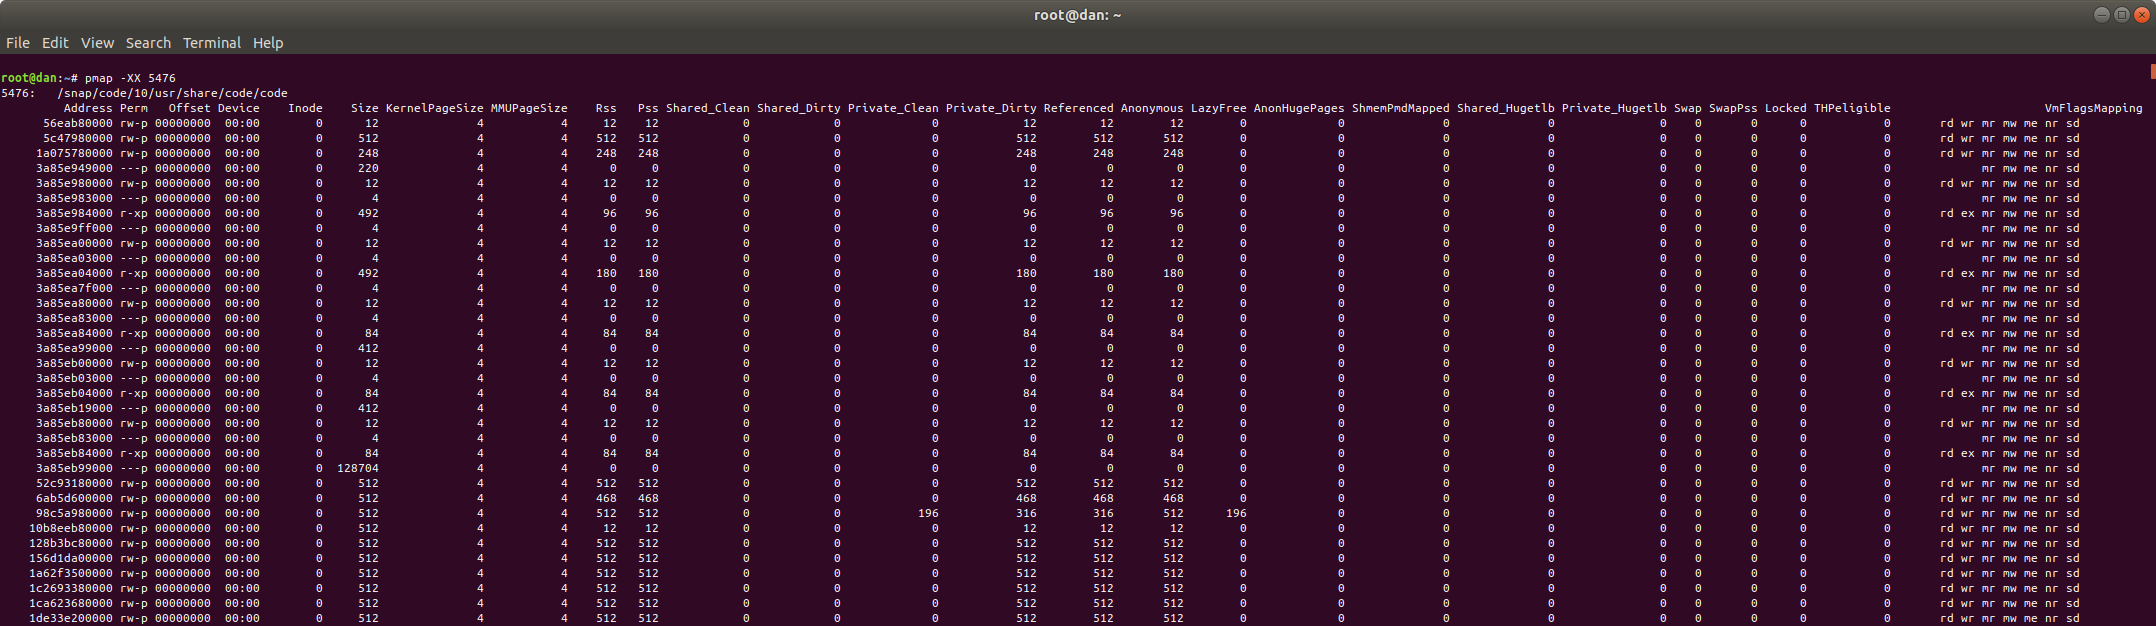 root@dan: ~
File Edit View Search Terminal Help
root@dan:~# pmap -XX 5476
5476:   /snap/code/10/usr/share/code/code
Address Perm Offset Device Inode Size KernelPageSize MMUPageSize Rss Pss Shared_Clean Shared_Dirty Private_Clean Private_Dirty Referenced Anonymous LazyFree AnonHugePages ShmemPmdMapped Shared_Hugetlb Private_Hugetlb Swap SwapPss Locked THPeligible VmFlagsMapping
56eab80000 rw-p 00000000 00:00 0 12 4 4 12 12 0 0 0 12 12 12 0 0 0 0 0 0 0 0 0 rd wr mr mw me nr sd
5c47980000 rw-p 00000000 00:00 0 512 4 4 512 512 0 0 0 512 512 512 0 0 0 0 0 0 0 0 0 rd wr mr mw me nr sd
1a075780000 rw-p 00000000 00:00 0 248 4 4 248 248 0 0 0 248 248 248 0 0 0 0 0 0 0 0 0 rd wr mr mw me nr sd
3a85e949000 ---p 00000000 00:00 0 220 4 4 0 0 0 0 0 0 0 0 0 0 0 0 0 0 0 0 0 mr mw me nr sd
3a85e980000 rw-p 00000000 00:00 0 12 4 4 12 12 0 0 0 12 12 12 0 0 0 0 0 0 0 0 0 rd wr mr mw me nr sd
3a85e983000 ---p 00000000 00:00 0 4 4 4 0 0 0 0 0 0 0 0 0 0 0 0 0 0 0 0 0 mr mw me nr sd
3a85e984000 r-xp 00000000 00:00 0 492 4 4 96 96 0 0 0 96 96 96 0 0 0 0 0 0 0 0 0 rd ex mr mw me nr sd
3a85e9ff000 ---p 00000000 00:00 0 4 4 4 0 0 0 0 0 0 0 0 0 0 0 0 0 0 0 0 0 mr mw me nr sd
3a85ea00000 rw-p 00000000 00:00 0 12 4 4 12 12 0 0 0 12 12 12 0 0 0 0 0 0 0 0 0 rd wr mr mw me nr sd
3a85ea03000 ---p 00000000 00:00 0 4 4 4 0 0 0 0 0 0 0 0 0 0 0 0 0 0 0 0 0 mr mw me nr sd
3a85ea04000 r-xp 00000000 00:00 0 492 4 4 180 180 0 0 0 180 180 180 0 0 0 0 0 0 0 0 0 rd ex mr mw me nr sd
3a85ea7f000 ---p 00000000 00:00 0 4 4 4 0 0 0 0 0 0 0 0 0 0 0 0 0 0 0 0 0 mr mw me nr sd
3a85ea80000 rw-p 00000000 00:00 0 12 4 4 12 12 0 0 0 12 12 12 0 0 0 0 0 0 0 0 0 rd wr mr mw me nr sd
3a85ea83000 ---p 00000000 00:00 0 4 4 4 0 0 0 0 0 0 0 0 0 0 0 0 0 0 0 0 0 mr mw me nr sd
3a85ea84000 r-xp 00000000 00:00 0 84 4 4 84 84 0 0 0 84 84 84 0 0 0 0 0 0 0 0 0 rd ex mr mw me nr sd
3a85ea99000 ---p 00000000 00:00 0 412 4 4 0 0 0 0 0 0 0 0 0 0 0 0 0 0 0 0 0 mr mw me nr sd
3a85eb00000 rw-p 00000000 00:00 0 12 4 4 12 12 0 0 0 12 12 12 0 0 0 0 0 0 0 0 0 rd wr mr mw me nr sd
3a85eb03000 ---p 00000000 00:00 0 4 4 4 0 0 0 0 0 0 0 0 0 0 0 0 0 0 0 0 0 mr mw me nr sd
3a85eb04000 r-xp 00000000 00:00 0 84 4 4 84 84 0 0 0 84 84 84 0 0 0 0 0 0 0 0 0 rd ex mr mw me nr sd
3a85eb19000 ---p 00000000 00:00 0 412 4 4 0 0 0 0 0 0 0 0 0 0 0 0 0 0 0 0 0 mr mw me nr sd
3a85eb80000 rw-p 00000000 00:00 0 12 4 4 12 12 0 0 0 12 12 12 0 0 0 0 0 0 0 0 0 rd wr mr mw me nr sd
3a85eb83000 ---p 00000000 00:00 0 4 4 4 0 0 0 0 0 0 0 0 0 0 0 0 0 0 0 0 0 mr mw me nr sd
3a85eb84000 r-xp 00000000 00:00 0 84 4 4 84 84 0 0 0 84 84 84 0 0 0 0 0 0 0 0 0 rd ex mr mw me nr sd
3a85eb99000 ---p 00000000 00:00 0 128704 4 4 0 0 0 0 0 0 0 0 0 0 0 0 0 0 0 0 0 mr mw me nr sd
52c93180000 rw-p 00000000 00:00 0 512 4 4 512 512 0 0 0 512 512 512 0 0 0 0 0 0 0 0 0 rd wr mr mw me nr sd
6ab5d600000 rw-p 00000000 00:00 0 512 4 4 468 468 0 0 0 468 468 468 0 0 0 0 0 0 0 0 0 rd wr mr mw me nr sd
98c5a980000 rw-p 00000000 00:00 0 512 4 4 512 512 0 0 196 316 316 512 196 0 0 0 0 0 0 0 0 rd wr mr mw me nr sd
10b8eeb80000 rw-p 00000000 00:00 0 512 4 4 12 12 0 0 0 12 12 12 0 0 0 0 0 0 0 0 0 rd wr mr mw me nr sd
128b3bc80000 rw-p 00000000 00:00 0 512 4 4 512 512 0 0 0 512 512 512 0 0 0 0 0 0 0 0 0 rd wr mr mw me nr sd
156d1da00000 rw-p 00000000 00:00 0 512 4 4 512 512 0 0 0 512 512 512 0 0 0 0 0 0 0 0 0 rd wr mr mw me nr sd
1a62f3500000 rw-p 00000000 00:00 0 512 4 4 512 512 0 0 0 512 512 512 0 0 0 0 0 0 0 0 0 rd wr mr mw me nr sd
1c2693380000 rw-p 00000000 00:00 0 512 4 4 512 512 0 0 0 512 512 512 0 0 0 0 0 0 0 0 0 rd wr mr mw me nr sd
1ca623680000 rw-p 00000000 00:00 0 512 4 4 512 512 0 0 0 512 512 512 0 0 0 0 0 0 0 0 0 rd wr mr mw me nr sd
1de33e200000 rw-p 00000000 00:00 0 512 4 4 512 512 0 0 0 512 512 512 0 0 0 0 0 0 0 0 0 rd wr mr mw me nr sd